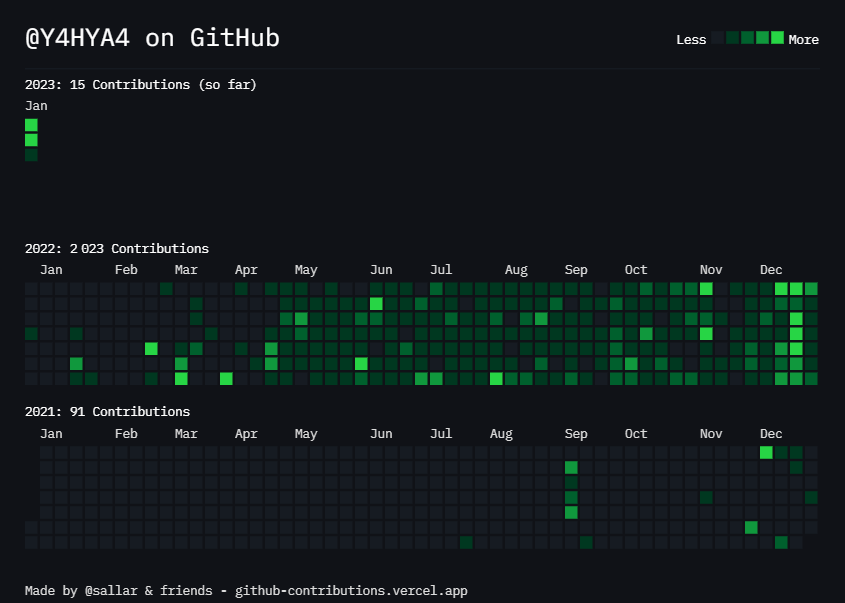 @Y4HYA4 on GitHub
Less More
2023: 15 Contributions (so far)
Jan
2022: 2 023 Contributions
Jan Feb Mar Apr May Jun Jul Aug Sep Oct Nov Dec
2021: 91 Contributions
Jan Feb Mar Apr May Jun Jul Aug Sep Oct Nov Dec
Made by @sallar & friends - github-contributions.vercel.app